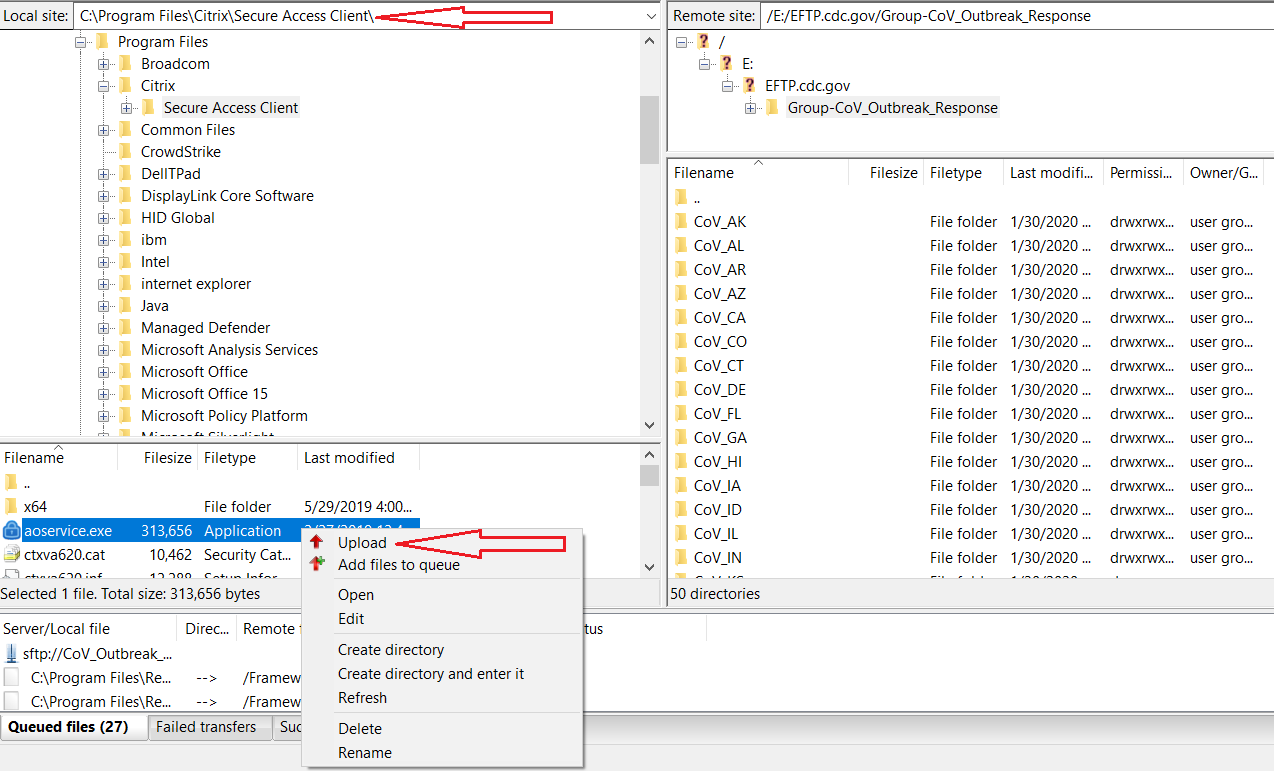 Local site: C:\Program Files\Citrix\Secure Access Client\
Program Files
Broadcom
Citrix
Secure Access Client
Common Files
CrowdStrike
DellTPad
DisplayLink Core Software
HID Global
ibm
Intel
internet explorer
Java
Managed Defender
Microsoft Analysis Services
Microsoft Office
Microsoft Office 15
Microsoft Policy Platform
Microsoft Silverlight
Filename Filesize Filetype Last modified
..
x64 File folder 5/29/2019 4:00...
aoservice.exe 313,656 Application
ctxva620.cat 10,462 Security Cat...
ctxva620.inf 12,288 Setup Infor
Selected 1 file. Total size: 313,656 bytes
Upload
Add files to queue
Open
Edit
Create directory
Create directory and enter it
Refresh
Delete
Rename
Remote site: /E:/EFTP.cdc.gov/Group-CoV_Outbreak_Response
? /
? E:
? EFTP.cdc.gov
Group-CoV_Outbreak_Response
Filename Filesize Filetype Last modifi... Permissi... Owner/G...
..
CoV_AK File folder 1/30/2020 ... drwxrwx... user gro...
CoV_AL File folder 1/30/2020 ... drwxrwx... user gro...
CoV_AR File folder 1/30/2020 ... drwxrwx... user gro...
CoV_AZ File folder 1/30/2020 ... drwxrwx... user gro...
CoV_CA File folder 1/30/2020 ... drwxrwx... user gro...
CoV_CO File folder 1/30/2020 ... drwxrwx... user gro...
CoV_CT File folder 1/30/2020 ... drwxrwx... user gro...
CoV_DE File folder 1/30/2020 ... drwxrwx... user gro...
CoV_FL File folder 1/30/2020 ... drwxrwx... user gro...
CoV_GA File folder 1/30/2020 ... drwxrwx... user gro...
CoV_HI File folder 1/30/2020 ... drwxrwx... user gro...
CoV_IA File folder 1/30/2020 ... drwxrwx... user gro...
CoV_ID File folder 1/30/2020 ... drwxrwx... user gro...
CoV_IL File folder 1/30/2020 ... drwxrwx... user gro...
CoV_IN File folder 1/30/2020 ... drwxrwx... user gro...
50 directories
Server/Local file Direc... Remote tus
sftp://CoV_Outbreak_...
C:\Program Files\Re... --> /Framew
C:\Program Files\Re... --> /Framew
Queued files (27) Failed transfers Suc